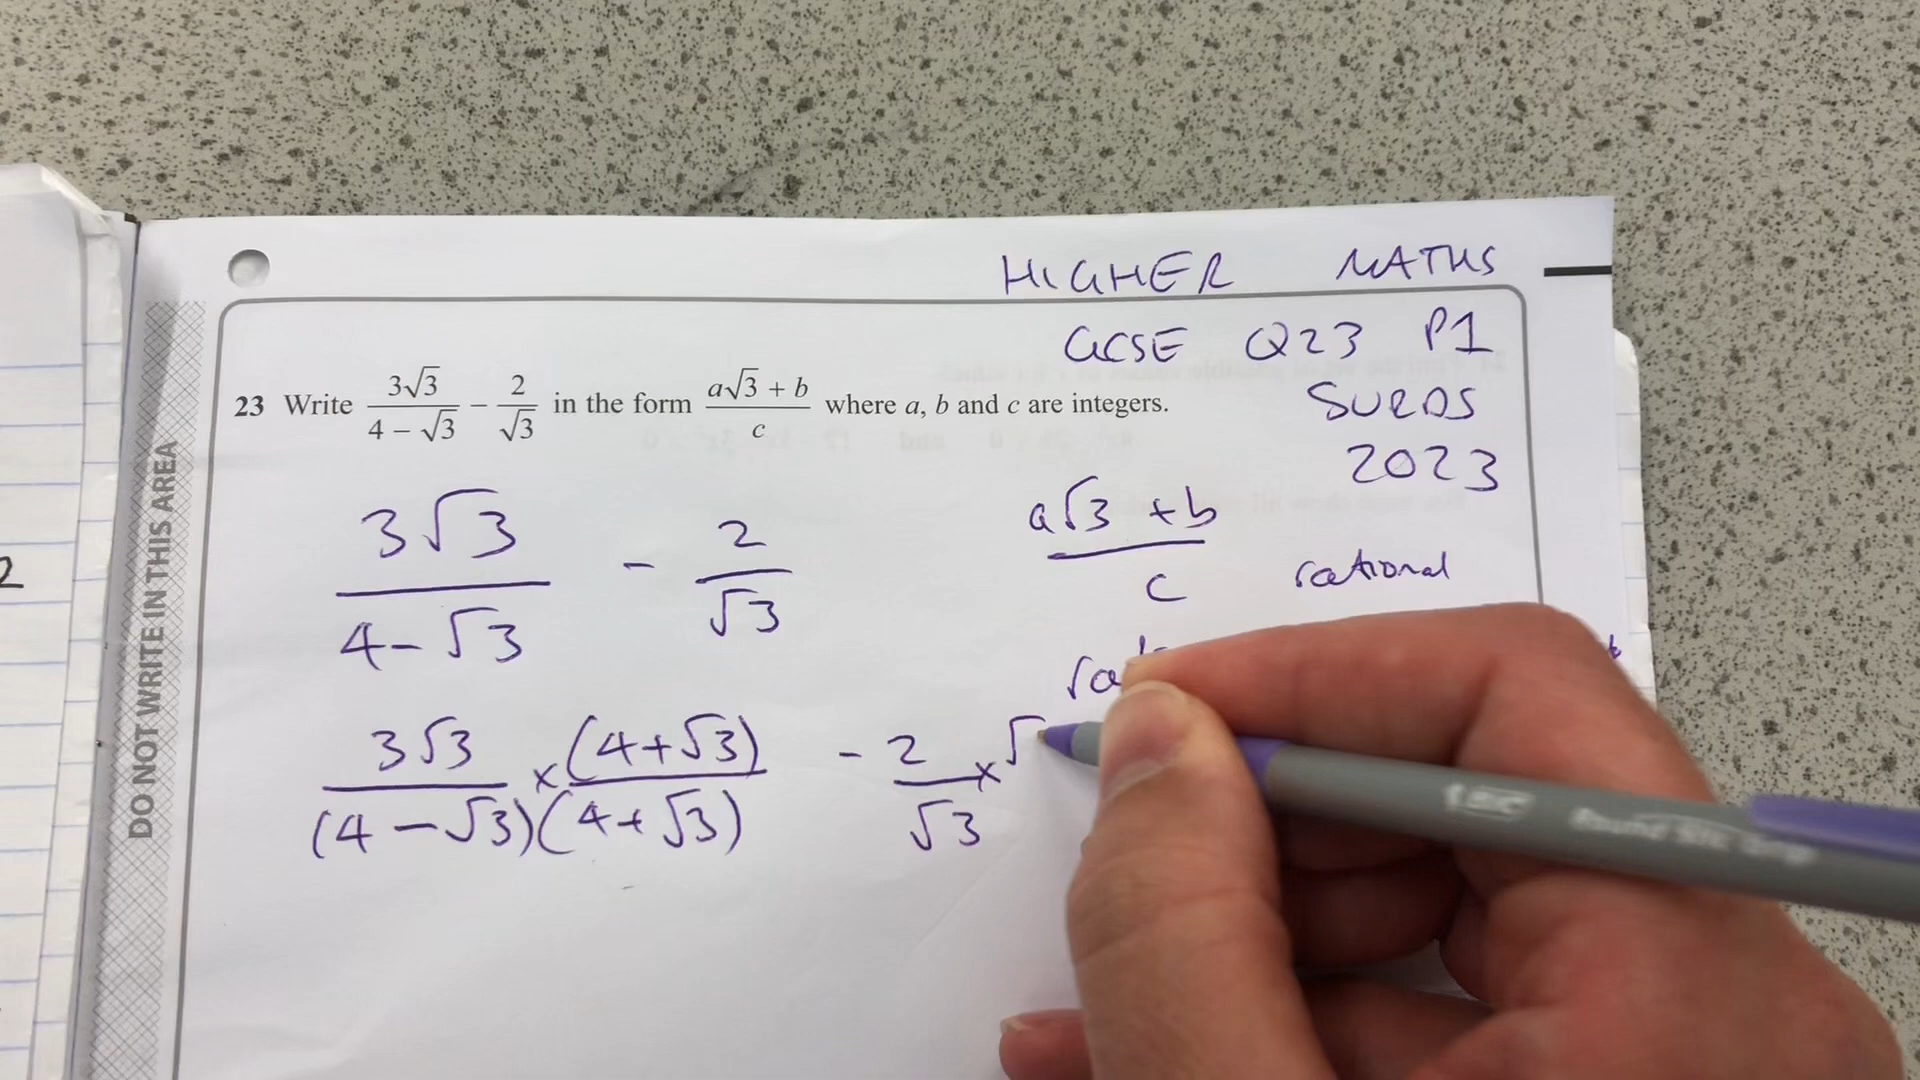 HIGHER MATHS
GCSE Q23 P1
SURDS
2023
23 Write (3√3)/(4 − √3) − 2/√3 in the form (a√3 + b)/c where a, b and c are integers.
(3√3)/(4−√3) − 2/√3
(a√3 + b)/c
rational
(3√3)/(4 − √3) × (4+√3)/(4+√3) − 2/√3 × √
DO NOT WRITE IN THIS AREA
2
BIC